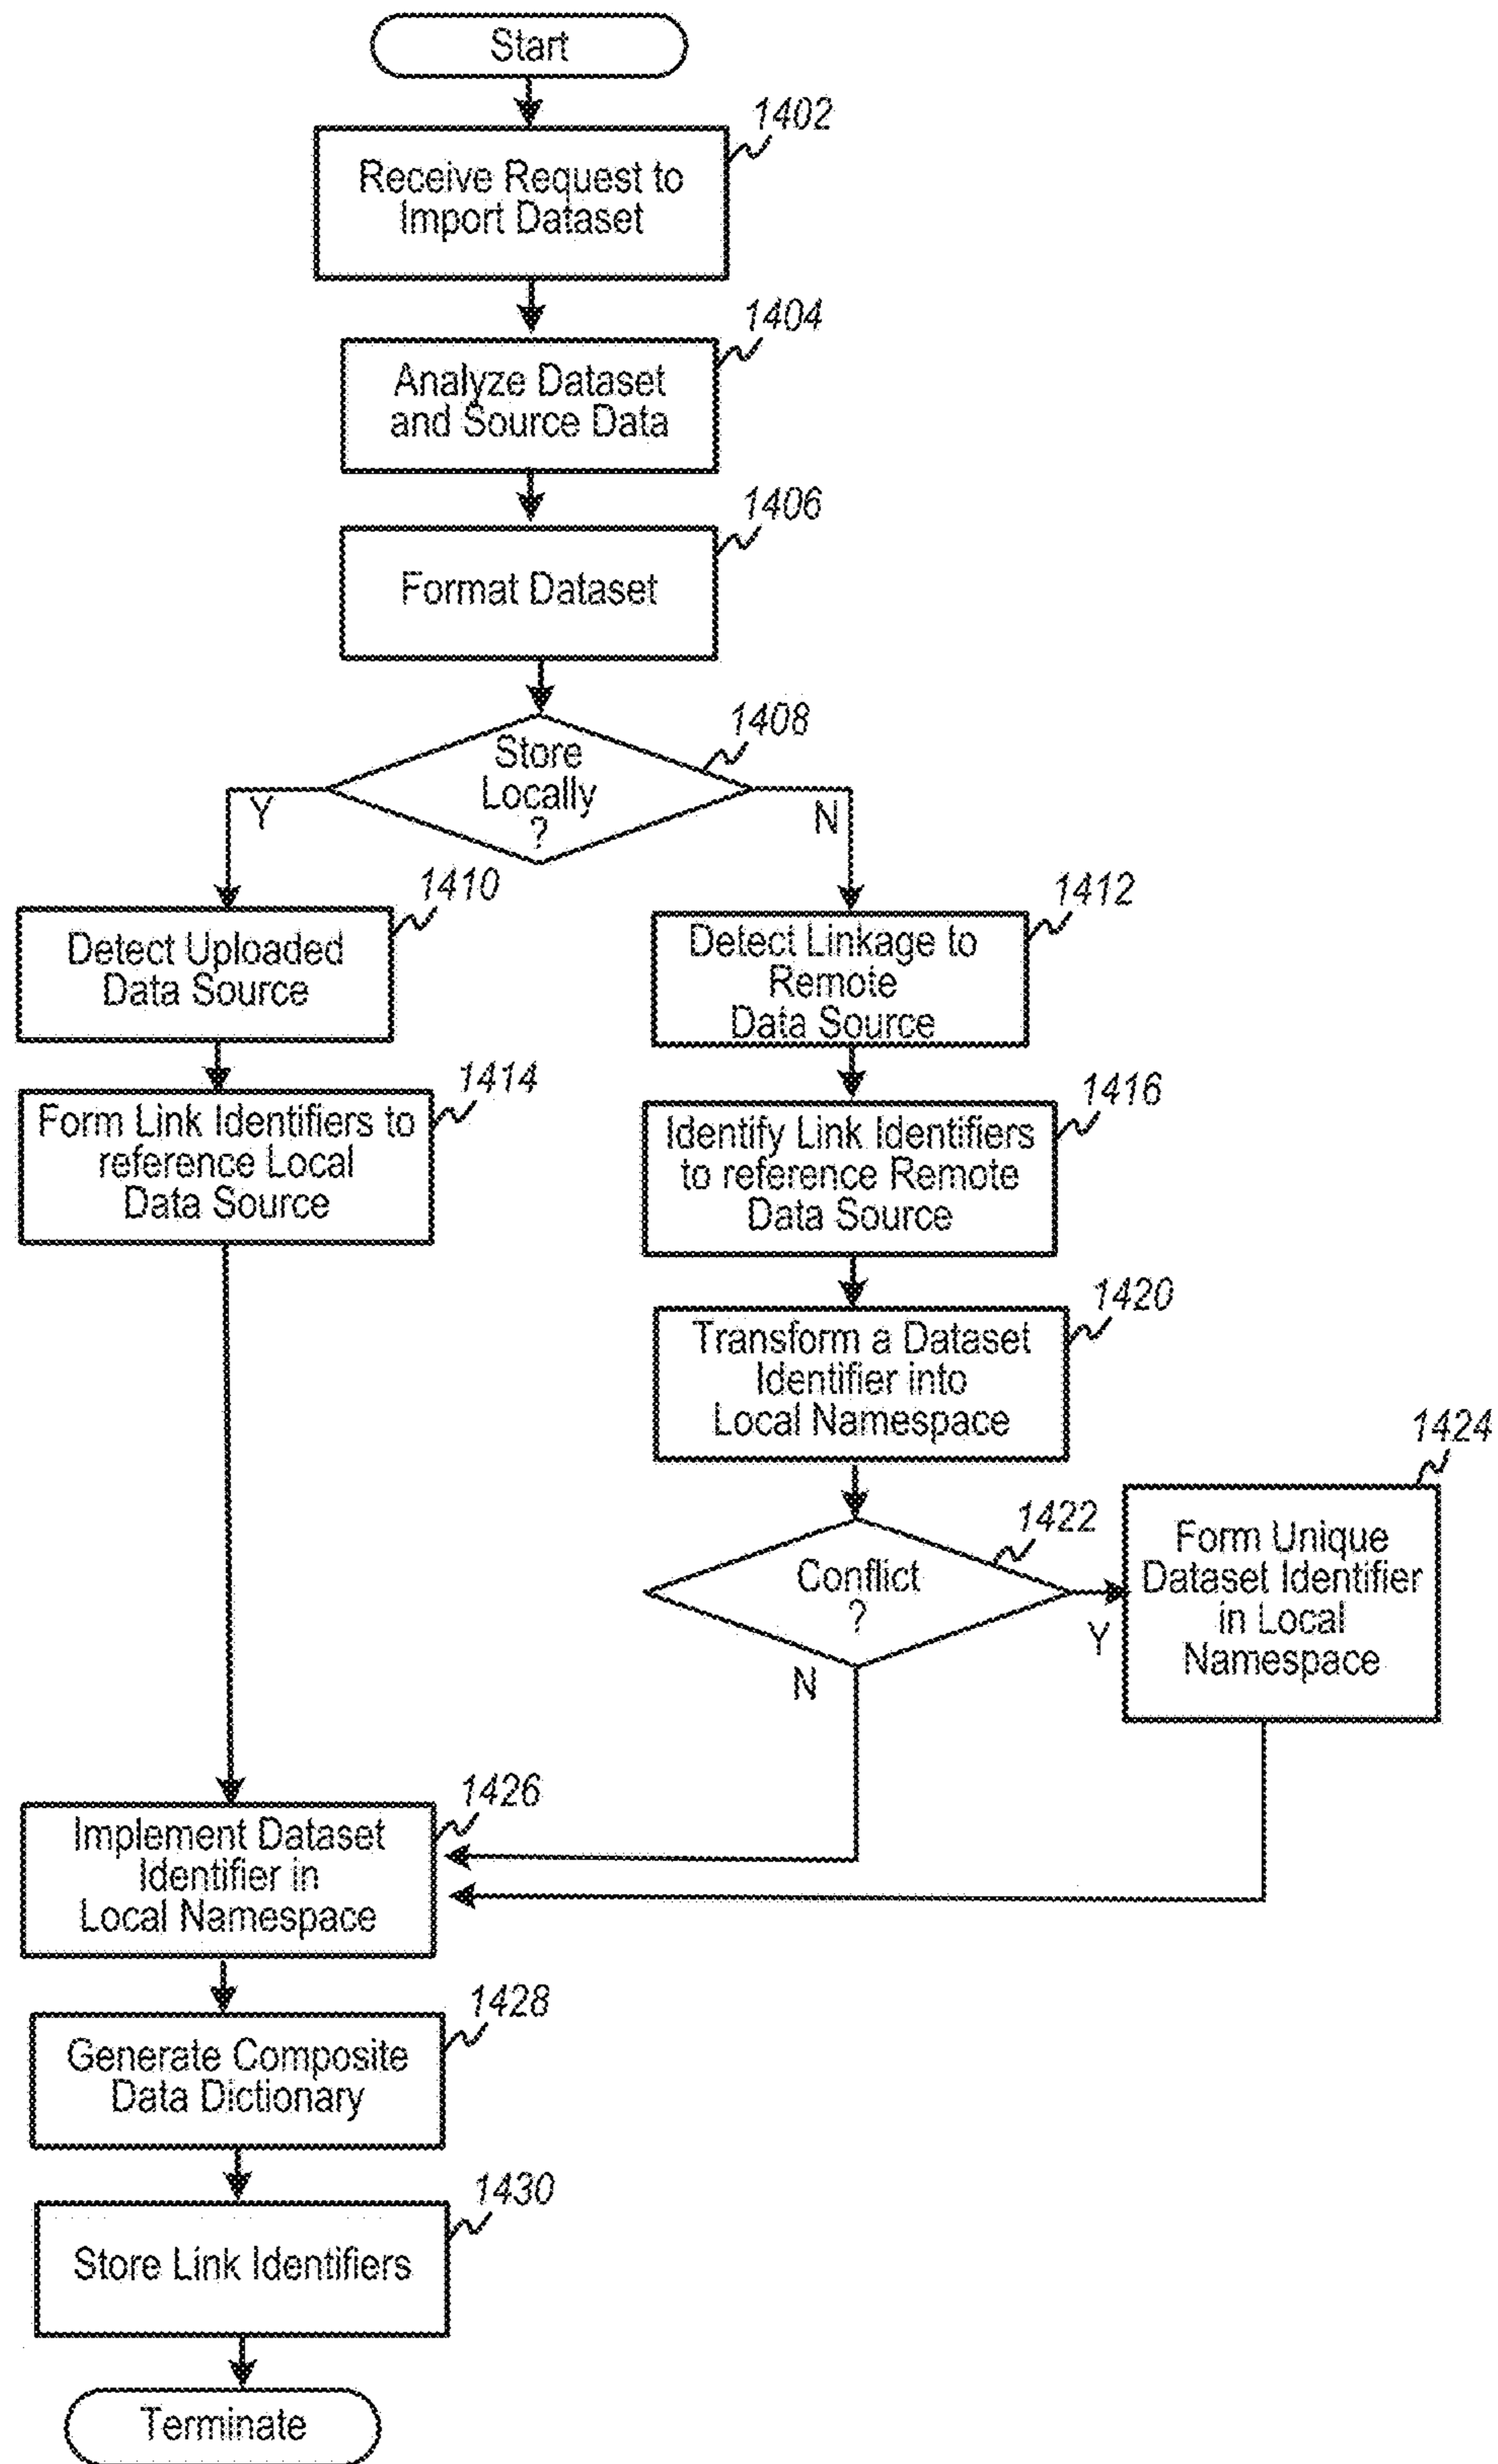 Start
1402
Receive Request to
Import Dataset
1404
Analyze Dataset
and Source Data
1406
Format Dataset
1408
Store
Locally
?
Y
N
1410
Detect Uploaded
Data Source
1412
Detect Linkage to
Remote
Data Source
1414
Form Link Identifiers to
reference Local
Data Source
1416
Identify Link Identifiers
to reference Remote
Data Source
1420
Transform a Dataset
Identifier into
Local Namespace
1422
Conflict
?
Y
N
1424
Form Unique
Dataset Identifier
in Local
Namespace
1426
Implement Dataset
Identifier in
Local Namespace
1428
Generate Composite
Data Dictionary
1430
Store Link Identifiers
Terminate